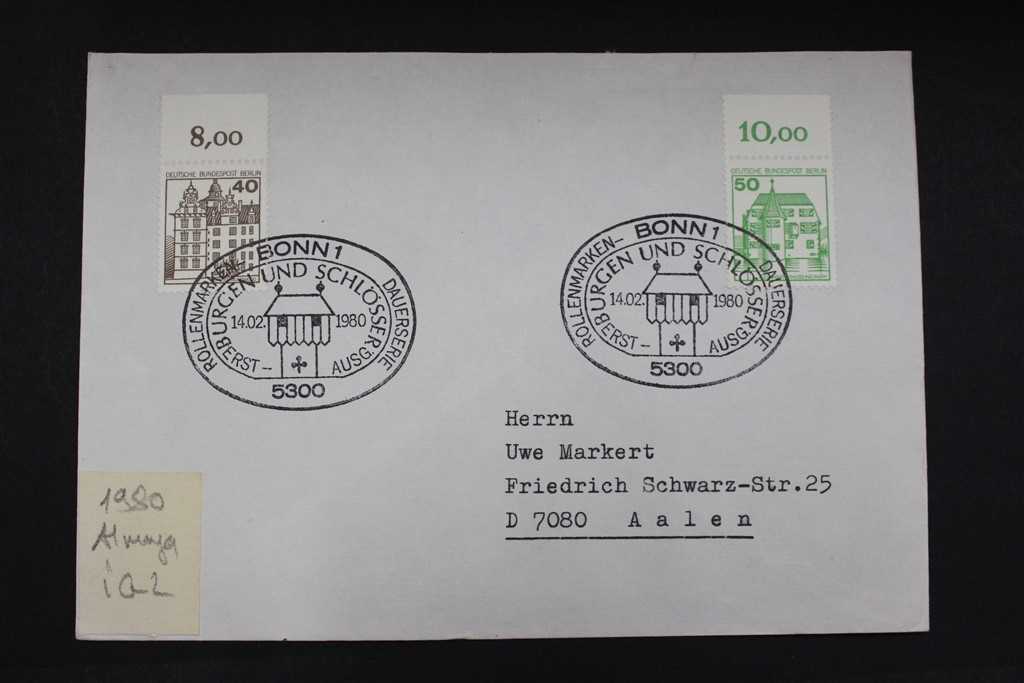 8,00
DEUTSCHE BUNDESPOST BERLIN
40
BONN 1
ROLLENMARKEN- DAUERSERIE
BURGEN UND SCHLÖSSER
14.02. 1980
BERST- AUSG.
5300
10,00
DEUTSCHE BUNDESPOST BERLIN
50
BONN 1
ROLLENMARKEN- DAUERSERIE
BURGEN UND SCHLÖSSER
14.02. 1980
BERST- AUSG.
5300
Herrn
Uwe Markert
Friedrich Schwarz-Str.25
D 7080 Aalen
1980